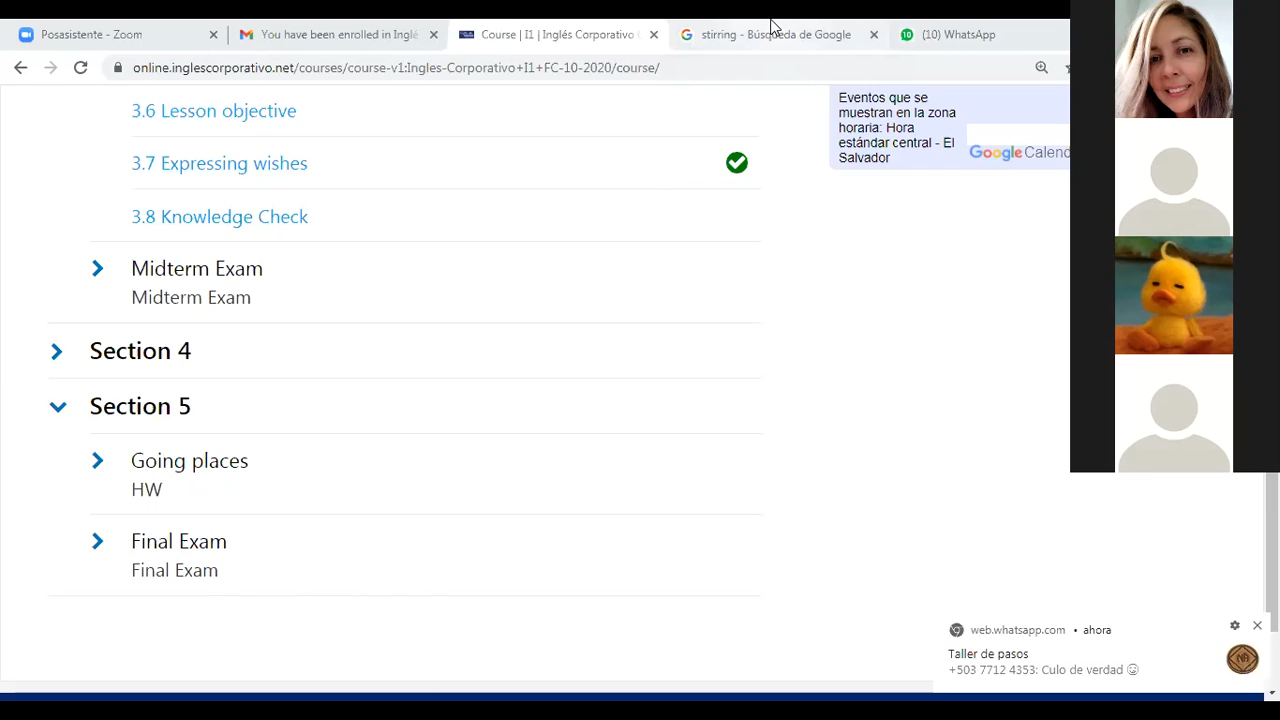 Posasistente - Zoom
You have been enrolled in Inglé
Course | I1 | Inglés Corporativo
stirring - Búsqueda de Google
(10) WhatsApp
online.inglescorporativo.net/courses/course-v1:Ingles-Corporativo+I1+FC-10-2020/course/
3.6 Lesson objective
3.7 Expressing wishes
3.8 Knowledge Check
Midterm Exam
Midterm Exam
Section 4
Section 5
Going places
HW
Final Exam
Final Exam
Eventos que se
muestran en la zona
horaria: Hora
estándar central - El
Salvador
Google Calend
web.whatsapp.com • ahora
Taller de pasos
+503 7712 4353: Culo de verdad
NA